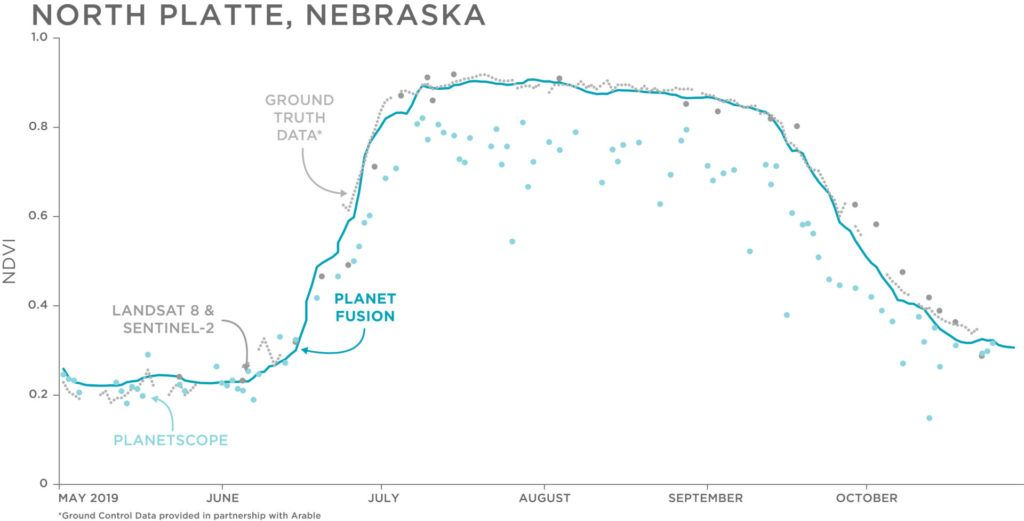 NORTH PLATTE, NEBRASKA
1.0
0.8
0.6
0.4
0.2
0
NDVI
GROUND
TRUTH
DATA*
LANDSAT 8 &
SENTINEL-2
PLANET
FUSION
PLANETSCOPE
MAY 2019
JUNE
JULY
AUGUST
SEPTEMBER
OCTOBER
*Ground Control Data provided in partnership with Arable